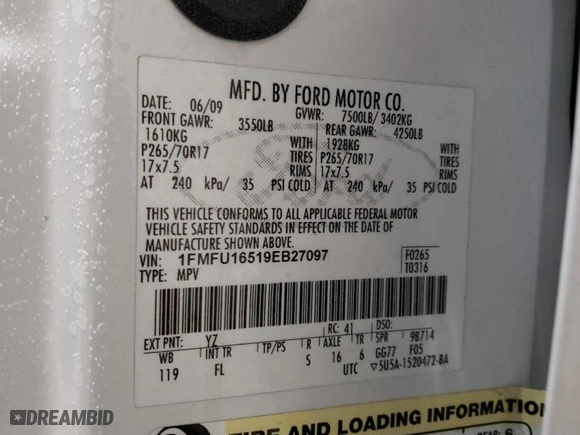 MFD. BY FORD MOTOR CO.
DATE: 06/09 GVWR: 7500LB/ 3402KG
FRONT GAWR: 3550LB REAR GAWR: 4250LB
1610KG WITH 1928KG WITH
P265/70R17 TIRES P265/70R17 TIRES
17x7.5 RIMS 17x7.5 RIMS
AT 240 kPa/ 35 PSI COLD AT 240 kPa/ 35 PSI COLD
THIS VEHICLE CONFORMS TO ALL APPLICABLE FEDERAL MOTOR
VEHICLE SAFETY STANDARDS IN EFFECT ON THE DATE OF
MANUFACTURE SHOWN ABOVE.
VIN: 1FMFU16519EB27097 F0265
TYPE: MPV T0316
EXT PNT: YZ RC: 41 DSO:
WB INT TR TP/PS R AXLE TR SPR 9B714
119 FL S 16 6 GG77 F05
UTC ▽5U5A-1520472-BA
TIRE AND LOADING INFORMATION
REAR: 6
DREAMBID